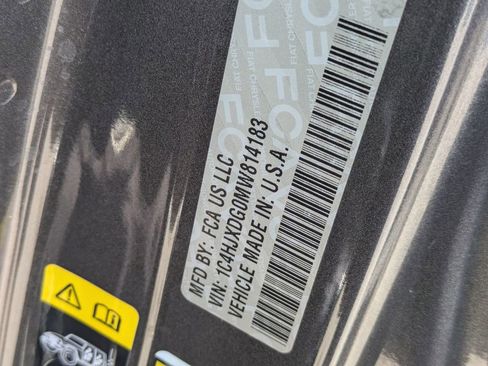 MFD BY: FCA US LLC
VIN: 1C4HJXDG0MW814183
VEHICLE MADE IN: U.S.A.